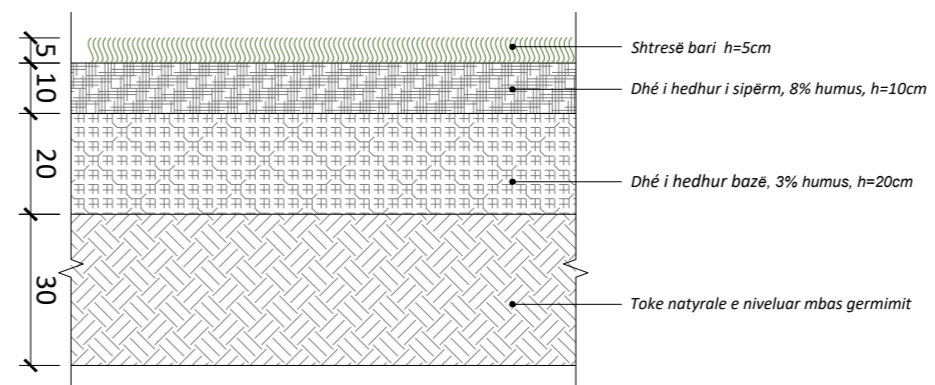 5
Shtresë bari h=5cm
10
Dhé i hedhur i sipërm, 8% humus, h=10cm
20
Dhé i hedhur bazë, 3% humus, h=20cm
30
Toke natyrale e niveluar mbas germimit